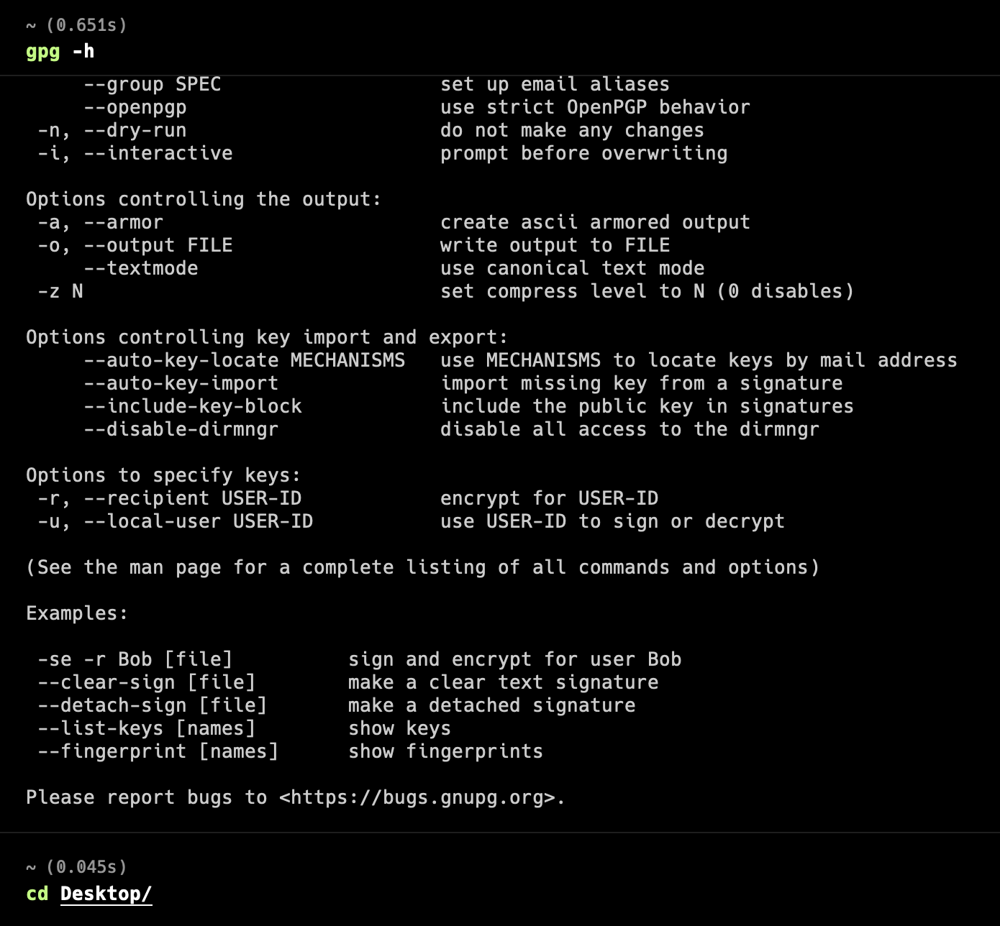 ~ (0.651s)
gpg -h
     --group SPEC                   set up email aliases
     --openpgp                      use strict OpenPGP behavior
 -n, --dry-run                      do not make any changes
 -i, --interactive                  prompt before overwriting

Options controlling the output:
 -a, --armor                        create ascii armored output
 -o, --output FILE                  write output to FILE
     --textmode                     use canonical text mode
 -z N                               set compress level to N (0 disables)

Options controlling key import and export:
     --auto-key-locate MECHANISMS   use MECHANISMS to locate keys by mail address
     --auto-key-import              import missing key from a signature
     --include-key-block            include the public key in signatures
     --disable-dirmngr              disable all access to the dirmngr

Options to specify keys:
 -r, --recipient USER-ID            encrypt for USER-ID
 -u, --local-user USER-ID           use USER-ID to sign or decrypt

(See the man page for a complete listing of all commands and options)

Examples:

 -se -r Bob [file]          sign and encrypt for user Bob
 --clear-sign [file]        make a clear text signature
 --detach-sign [file]       make a detached signature
 --list-keys [names]        show keys
 --fingerprint [names]      show fingerprints

Please report bugs to <https://bugs.gnupg.org>.

~ (0.045s)
cd Desktop/